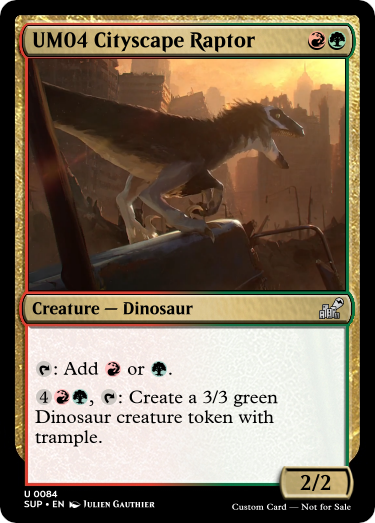 UM04 Cityscape Raptor
Creature — Dinosaur
: Add or .
4 , : Create a 3/3 green
Dinosaur creature token with
trample.
2/2
U 0084
SUP • EN Julien Gauthier
Custom Card — Not for Sale